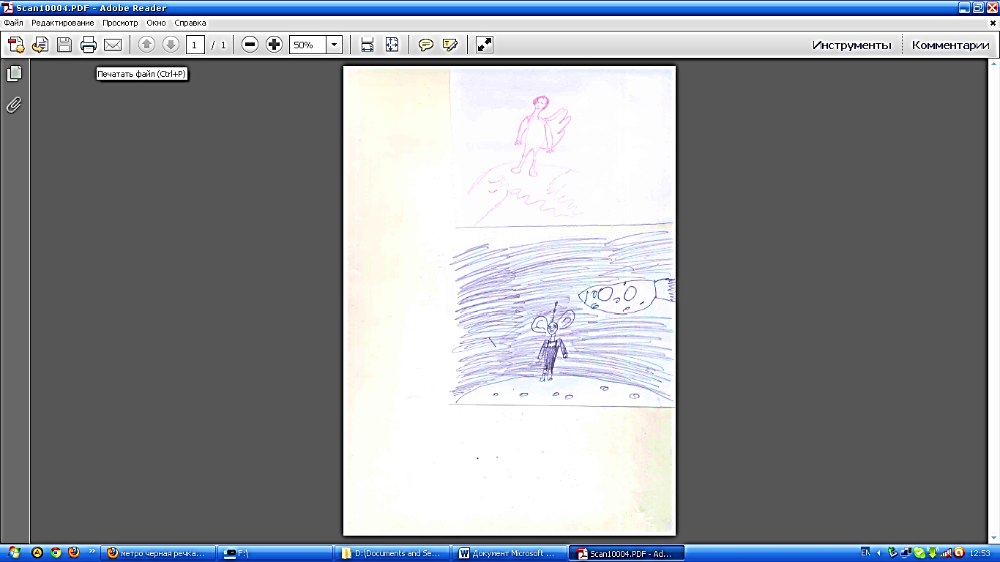 Scan10004.PDF - Adobe Reader
Файл Редактирование Просмотр Окно Справка
1 / 1 50% Инструменты Комментарии
Печатать файл (Ctrl+P)
метро черная речка... F:\ D:\Documents and Se... Документ Microsoft ... Scan10004.PDF - Ad... EN 12:53